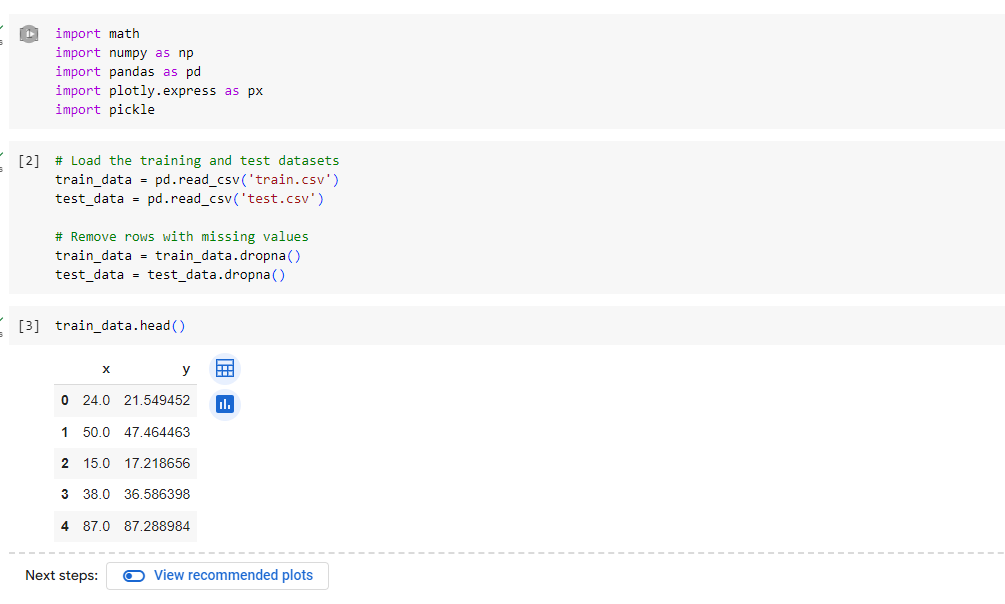 import math
import numpy as np
import pandas as pd
import plotly.express as px
import pickle
[2] # Load the training and test datasets
train_data = pd.read_csv('train.csv')
test_data = pd.read_csv('test.csv')
# Remove rows with missing values
train_data = train_data.dropna()
test_data = test_data.dropna()
[3] train_data.head()
x y
0 24.0 21.549452
1 50.0 47.464463
2 15.0 17.218656
3 38.0 36.586398
4 87.0 87.288984
Next steps: View recommended plots